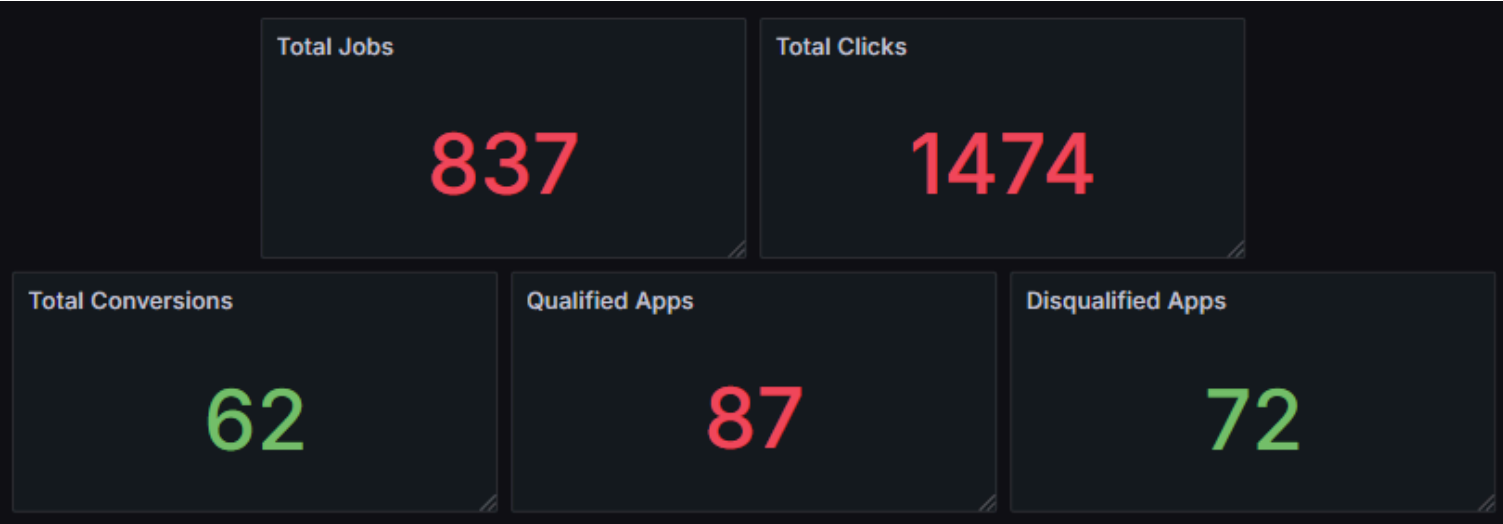 Total Jobs
Total Clicks
837
1474
Total Conversions
Qualified Apps
Disqualified Apps
62
87
72